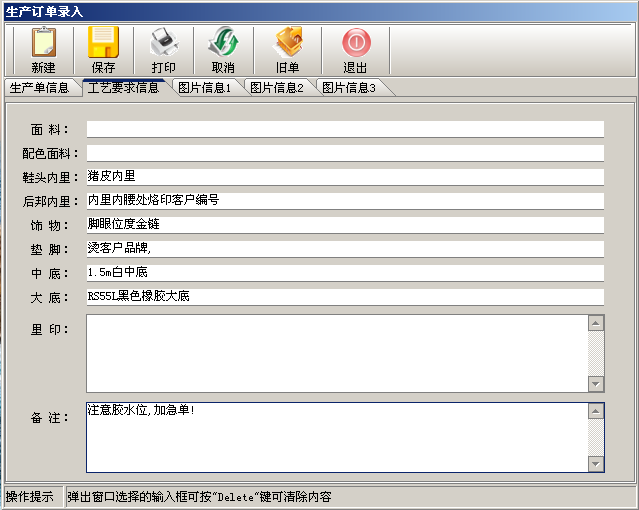 生产订单录入
新建 保存 打印 取消 旧单 退出
生产单信息 工艺要求信息 图片信息1 图片信息2 图片信息3
面 料：
配色面料：
鞋头内里：猪皮内里
后邦内里：内里内腰处烙印客户编号
饰 物：脚眼位度金链
垫 脚：烫客户品牌,
中 底：1.5m白中底
大 底：RS55L黑色橡胶大底
里 印：
备 注：注意胶水位,加急单!
操作提示 弹出窗口选择的输入框可按"Delete"键可清除内容